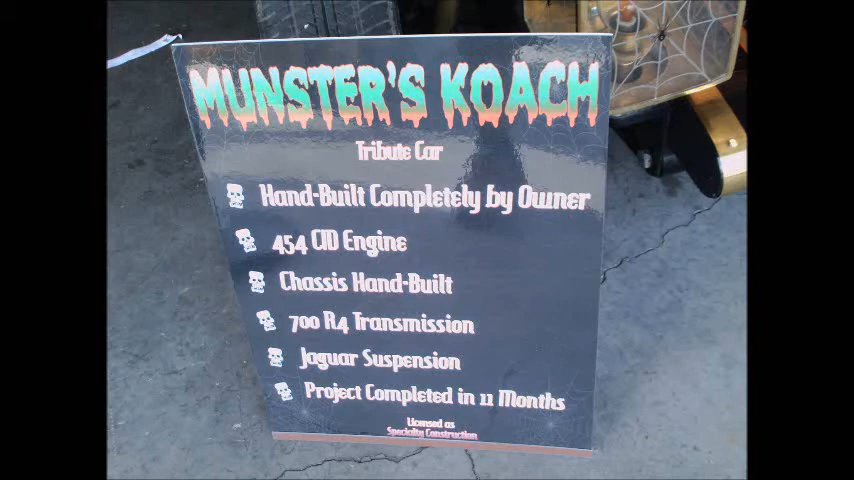 MUNSTER'S KOACH
Tribute Car
Hand-Built Completely by Owner
454 CID Engine
Chassis Hand-Built
700 R4 Transmission
Jaguar Suspension
Project Completed in 11 Months
Licensed as
Specialty Construction